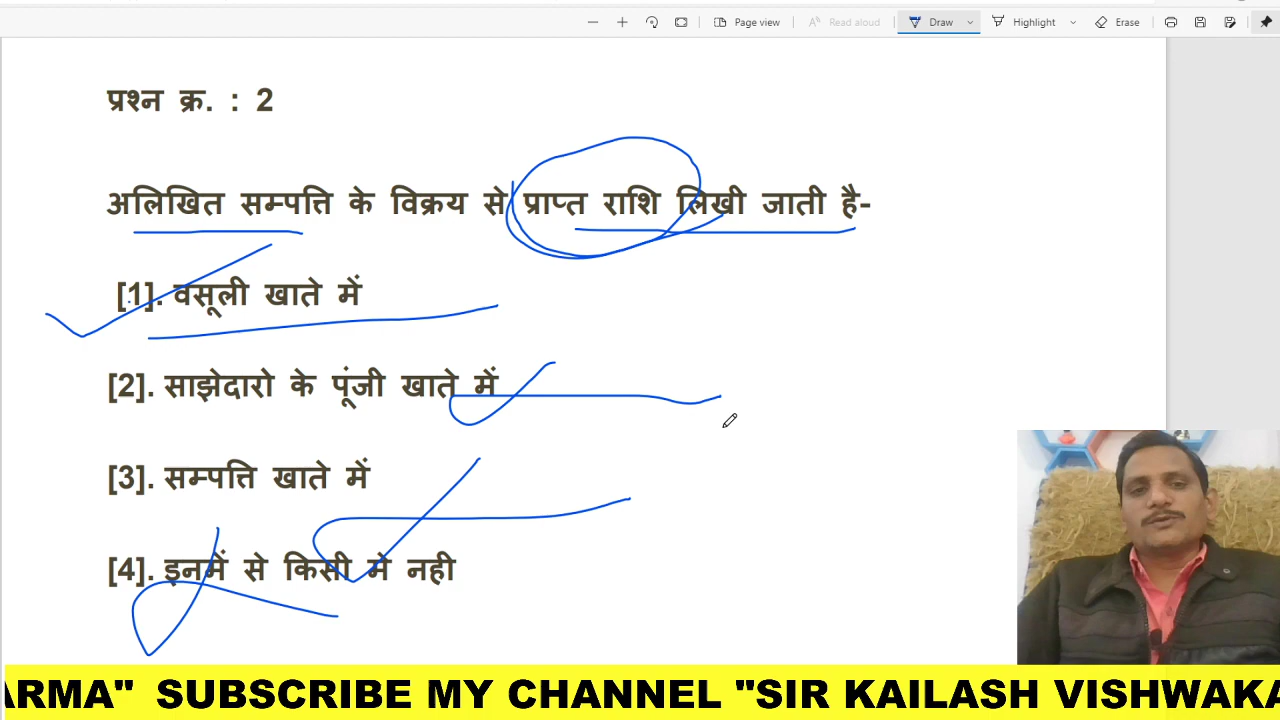 Page view Read aloud Draw Highlight Erase
प्रश्न क्र. : 2
अलिखित सम्पत्ति के विक्रय से प्राप्त राशि लिखी जाती है-
[1]. वसूली खाते में
[2]. साझेदारो के पूंजी खाते में
[3]. सम्पत्ति खाते में
[4]. इनमें से किसी मे नही
ARMA" SUBSCRIBE MY CHANNEL "SIR KAILASH VISHWAKA